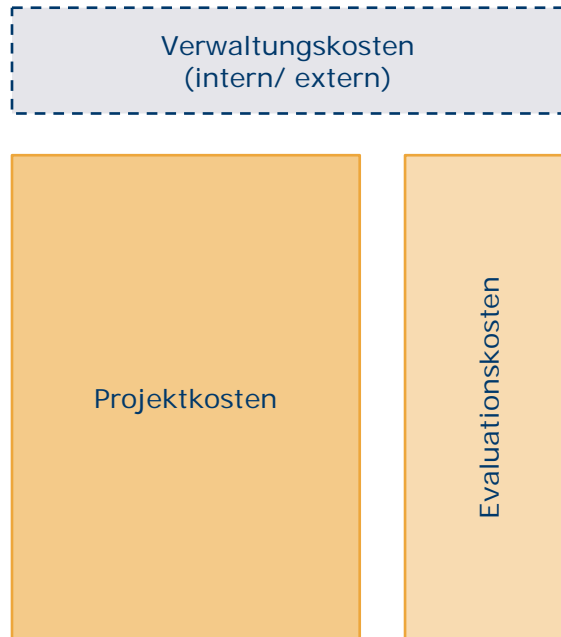 Verwaltungskosten
(intern/ extern)
Projektkosten
Evaluationskosten